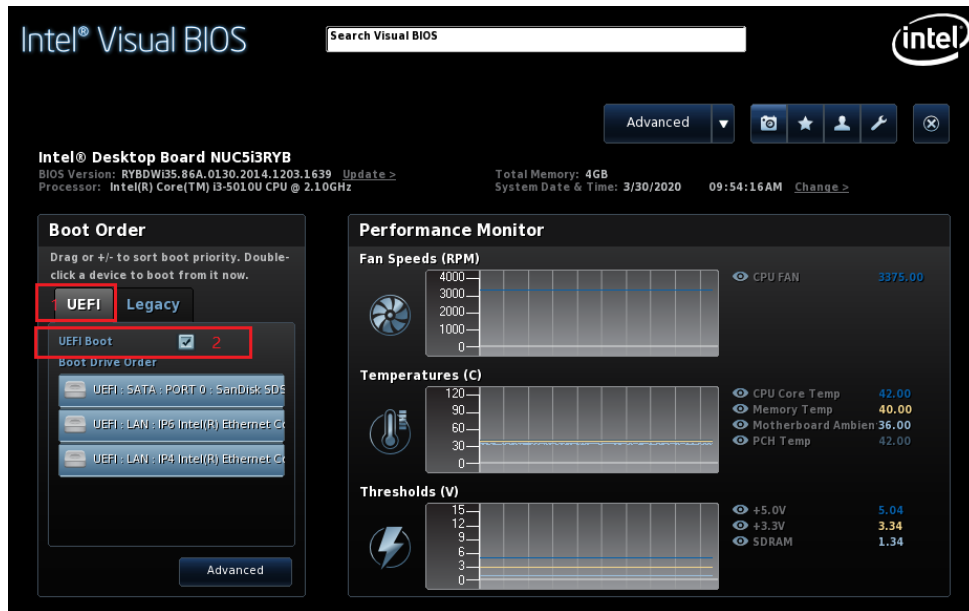 Intel® Visual BIOS
Search Visual BIOS
intel
Advanced
Intel® Desktop Board NUC5i3RYB
BIOS Version: RYBDWi35.86A.0130.2014.1203.1639 Update >
Processor: Intel(R) Core(TM) i3-5010U CPU @ 2.10GHz
Total Memory: 4GB
System Date & Time: 3/30/2020 09:54:16AM Change >
Boot Order
Drag or +/- to sort boot priority. Double-
click a device to boot from it now.
1 UEFI Legacy
UEFI Boot 2
Boot Drive Order
UEFI : SATA : PORT 0 : SanDisk SDS
UEFI : LAN : IP6 Intel(R) Ethernet Co
UEFI : LAN : IP4 Intel(R) Ethernet Co
Advanced
Performance Monitor
Fan Speeds (RPM)
4000
3000
2000
1000
0
CPU FAN 3375.00
Temperatures (C)
120
90
60
30
0
CPU Core Temp 42.00
Memory Temp 40.00
Motherboard Ambien 36.00
PCH Temp 42.00
Thresholds (V)
15
12
9
6
3
0
+5.0V 5.04
+3.3V 3.34
SDRAM 1.34